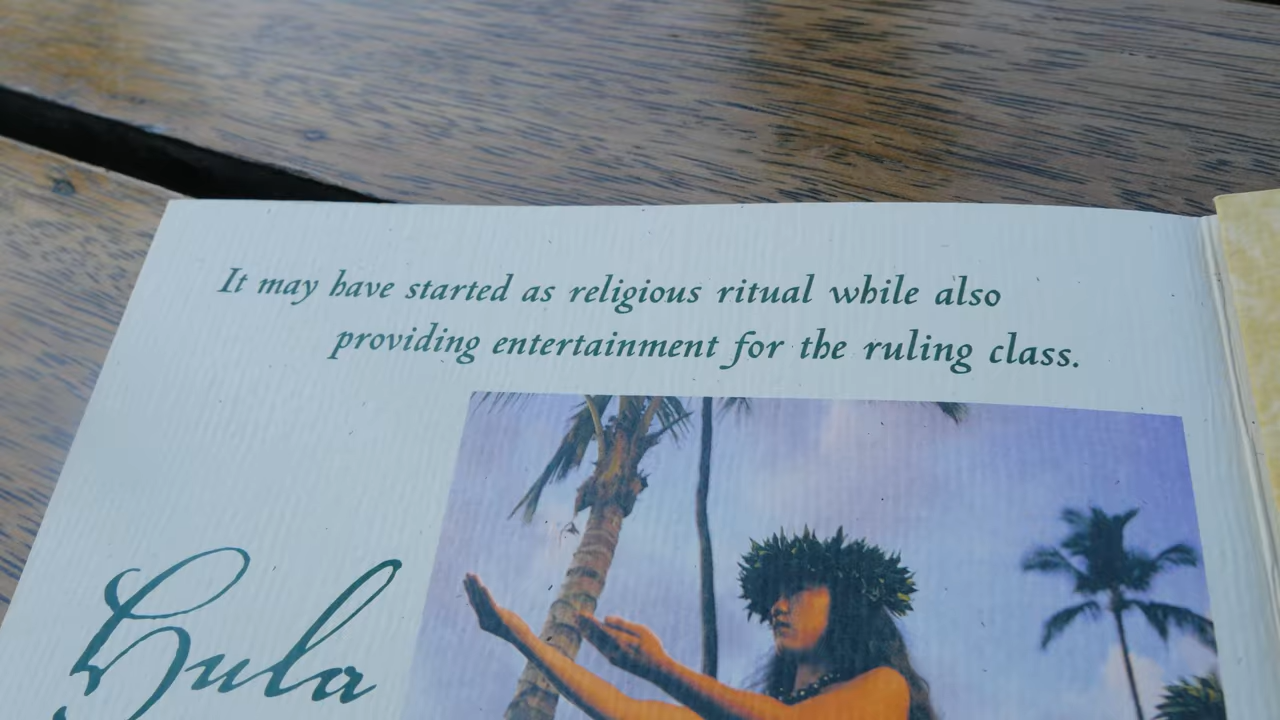 It may have started as religious ritual while also
providing entertainment for the ruling class.
Hula